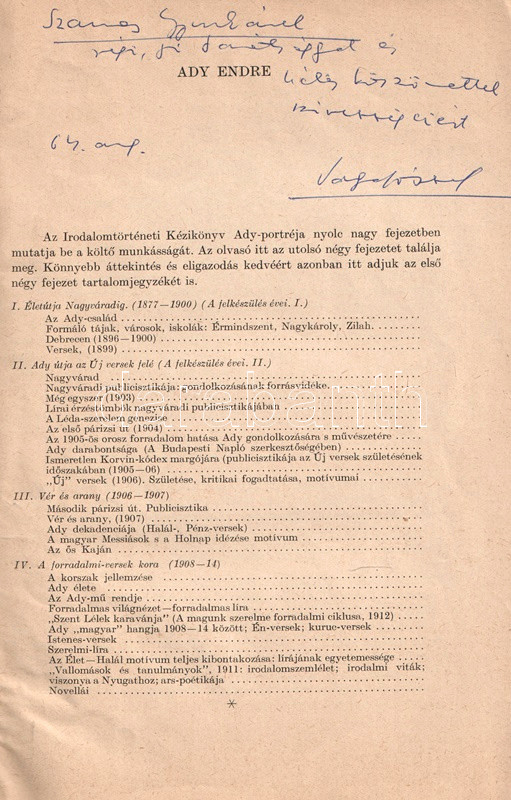 régi, jó barátsággal és
ADY ENDRE
hálás köszönettel
64. aug.
Az Irodalomtörténeti Kézikönyv Ady-portréja nyolc nagy fejezetben
mutatja be a költő munkásságát. Az olvasó itt az utolsó négy fejezetet találja
meg. Könnyebb áttekintés és eligazodás kedvéért azonban itt adjuk az első
négy fejezet tartalomjegyzékét is.
I. Életútja Nagyváradig. (1877—1900) (A felkészülés évei. I.)
Az Ady-család
Formáló tájak, városok, iskolák: Érmindszent, Nagykároly, Zilah.
Debrecen (1896—1900)
Versek, (1899)
II. Ady útja az Új versek felé (A felkészülés évei. II.)
Nagyvárad
Nagyváradi publicisztikája: gondolkozásának forrásvidéke.
Még egyszer (1903)
Lírai érzéstömbök nagyváradi publicisztikájában
A Léda-szerelem genezise
Az első párizsi út (1904)
Az 1905-ös orosz forradalom hatása Ady gondolkozására s művészetére
Ady darabontsága (A Budapesti Napló szerkesztőségében)
Ismeretlen Korvin-kódex margójára (publicisztikája az Új versek születésének
időszakában (1905—06)
„Új" versek (1906). Születése, kritikai fogadtatása, motívumai
III. Vér és arany (1906—1907)
Második párizsi út. Publicisztika
Vér és arany, (1907)
Ady dekadenciája (Halál-, Pénz-versek)
A magyar Messiások s a Holnap idézése motívum
Az ős Kaján
IV. A forradalmi-versek kora (1908—14)
A korszak jellemzése
Ady élete
Az Ady-mű rendje
Forradalmas világnézet—forradalmas líra
„Szent Lélek karavánja" (A magunk szerelme forradalmi ciklusa, 1912)
Ady „magyar" hangja 1908—14 között; Én-versek; kuruc-versek
Istenes-versek
Szerelmi-líra
Az Élet—Halál motívum teljes kibontakozása: lírájának egyetemessége
„Vallomások és tanulmányok", 1911: irodalomszemlélet; irodalmi viták;
viszonya a Nyugathoz; ars-poétikája
Novellái
*
darabanth